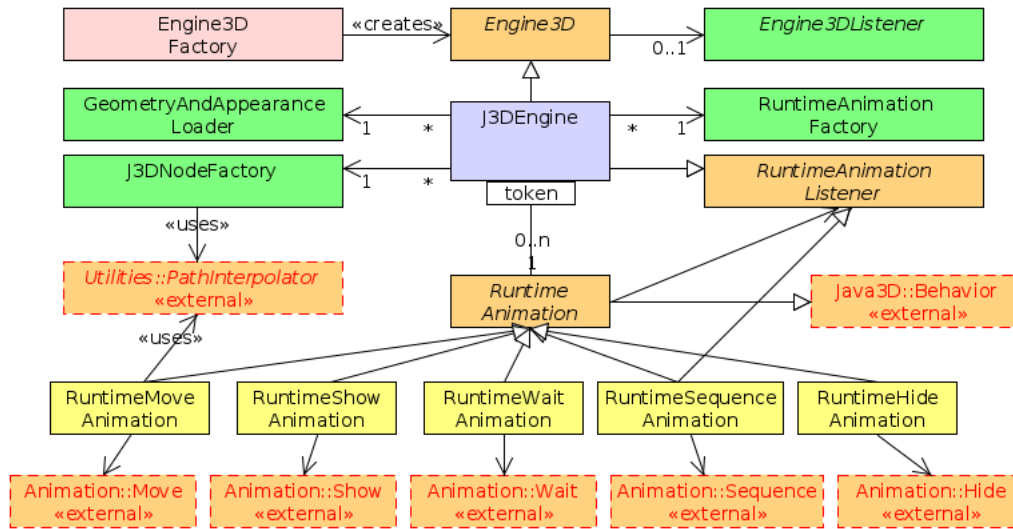 Engine3D
Factory
«creates»
Engine3D
0..1
Engine3DListener
GeometryAndAppearance
Loader
1
*
J3DEngine
*
1
RuntimeAnimation
Factory
J3DNodeFactory
1
*
token
RuntimeAnimation
Listener
«uses»
0..n
1
Utilities::PathInterpolator
«external»
Runtime
Animation
Java3D::Behavior
«external»
«uses»
RuntimeMove
Animation
RuntimeShow
Animation
RuntimeWait
Animation
RuntimeSequence
Animation
RuntimeHide
Animation
Animation::Move
«external»
Animation::Show
«external»
Animation::Wait
«external»
Animation::Sequence
«external»
Animation::Hide
«external»